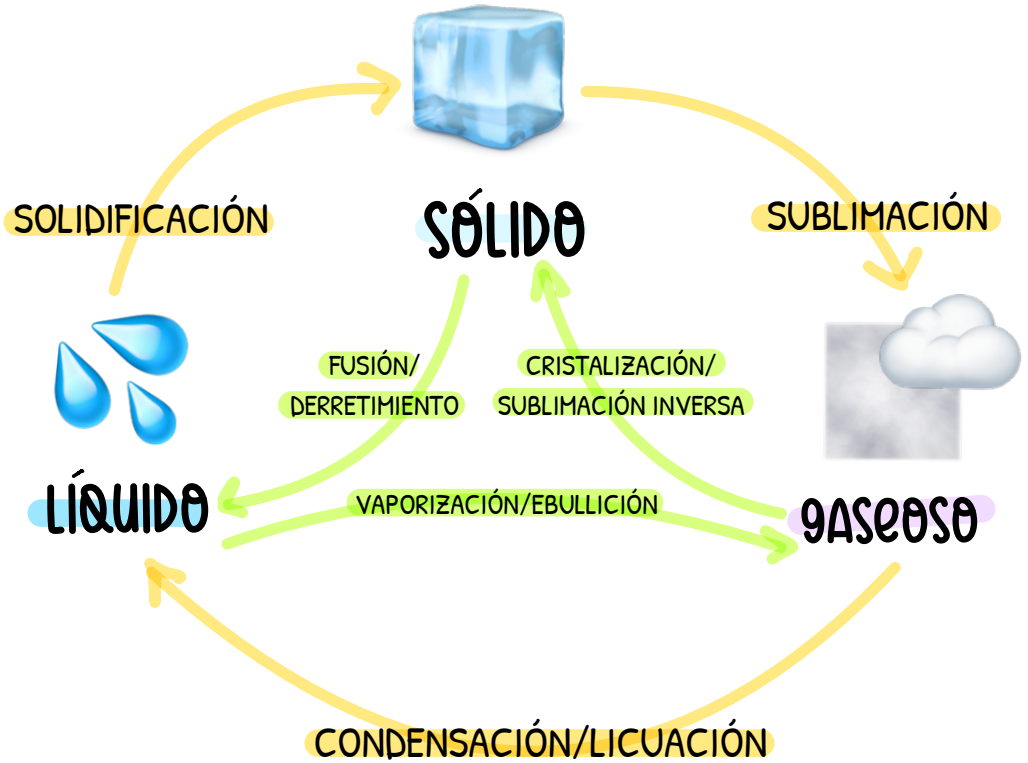 SÓLIDO
SOLIDIFICACIÓN
SUBLIMACIÓN
FUSIÓN/
DERRETIMIENTO
CRISTALIZACIÓN/
SUBLIMACIÓN INVERSA
LÍQUIDO
VAPORIZACIÓN/EBULLICIÓN
gASeOSO
CONDENSACIÓN/LICUACIÓN